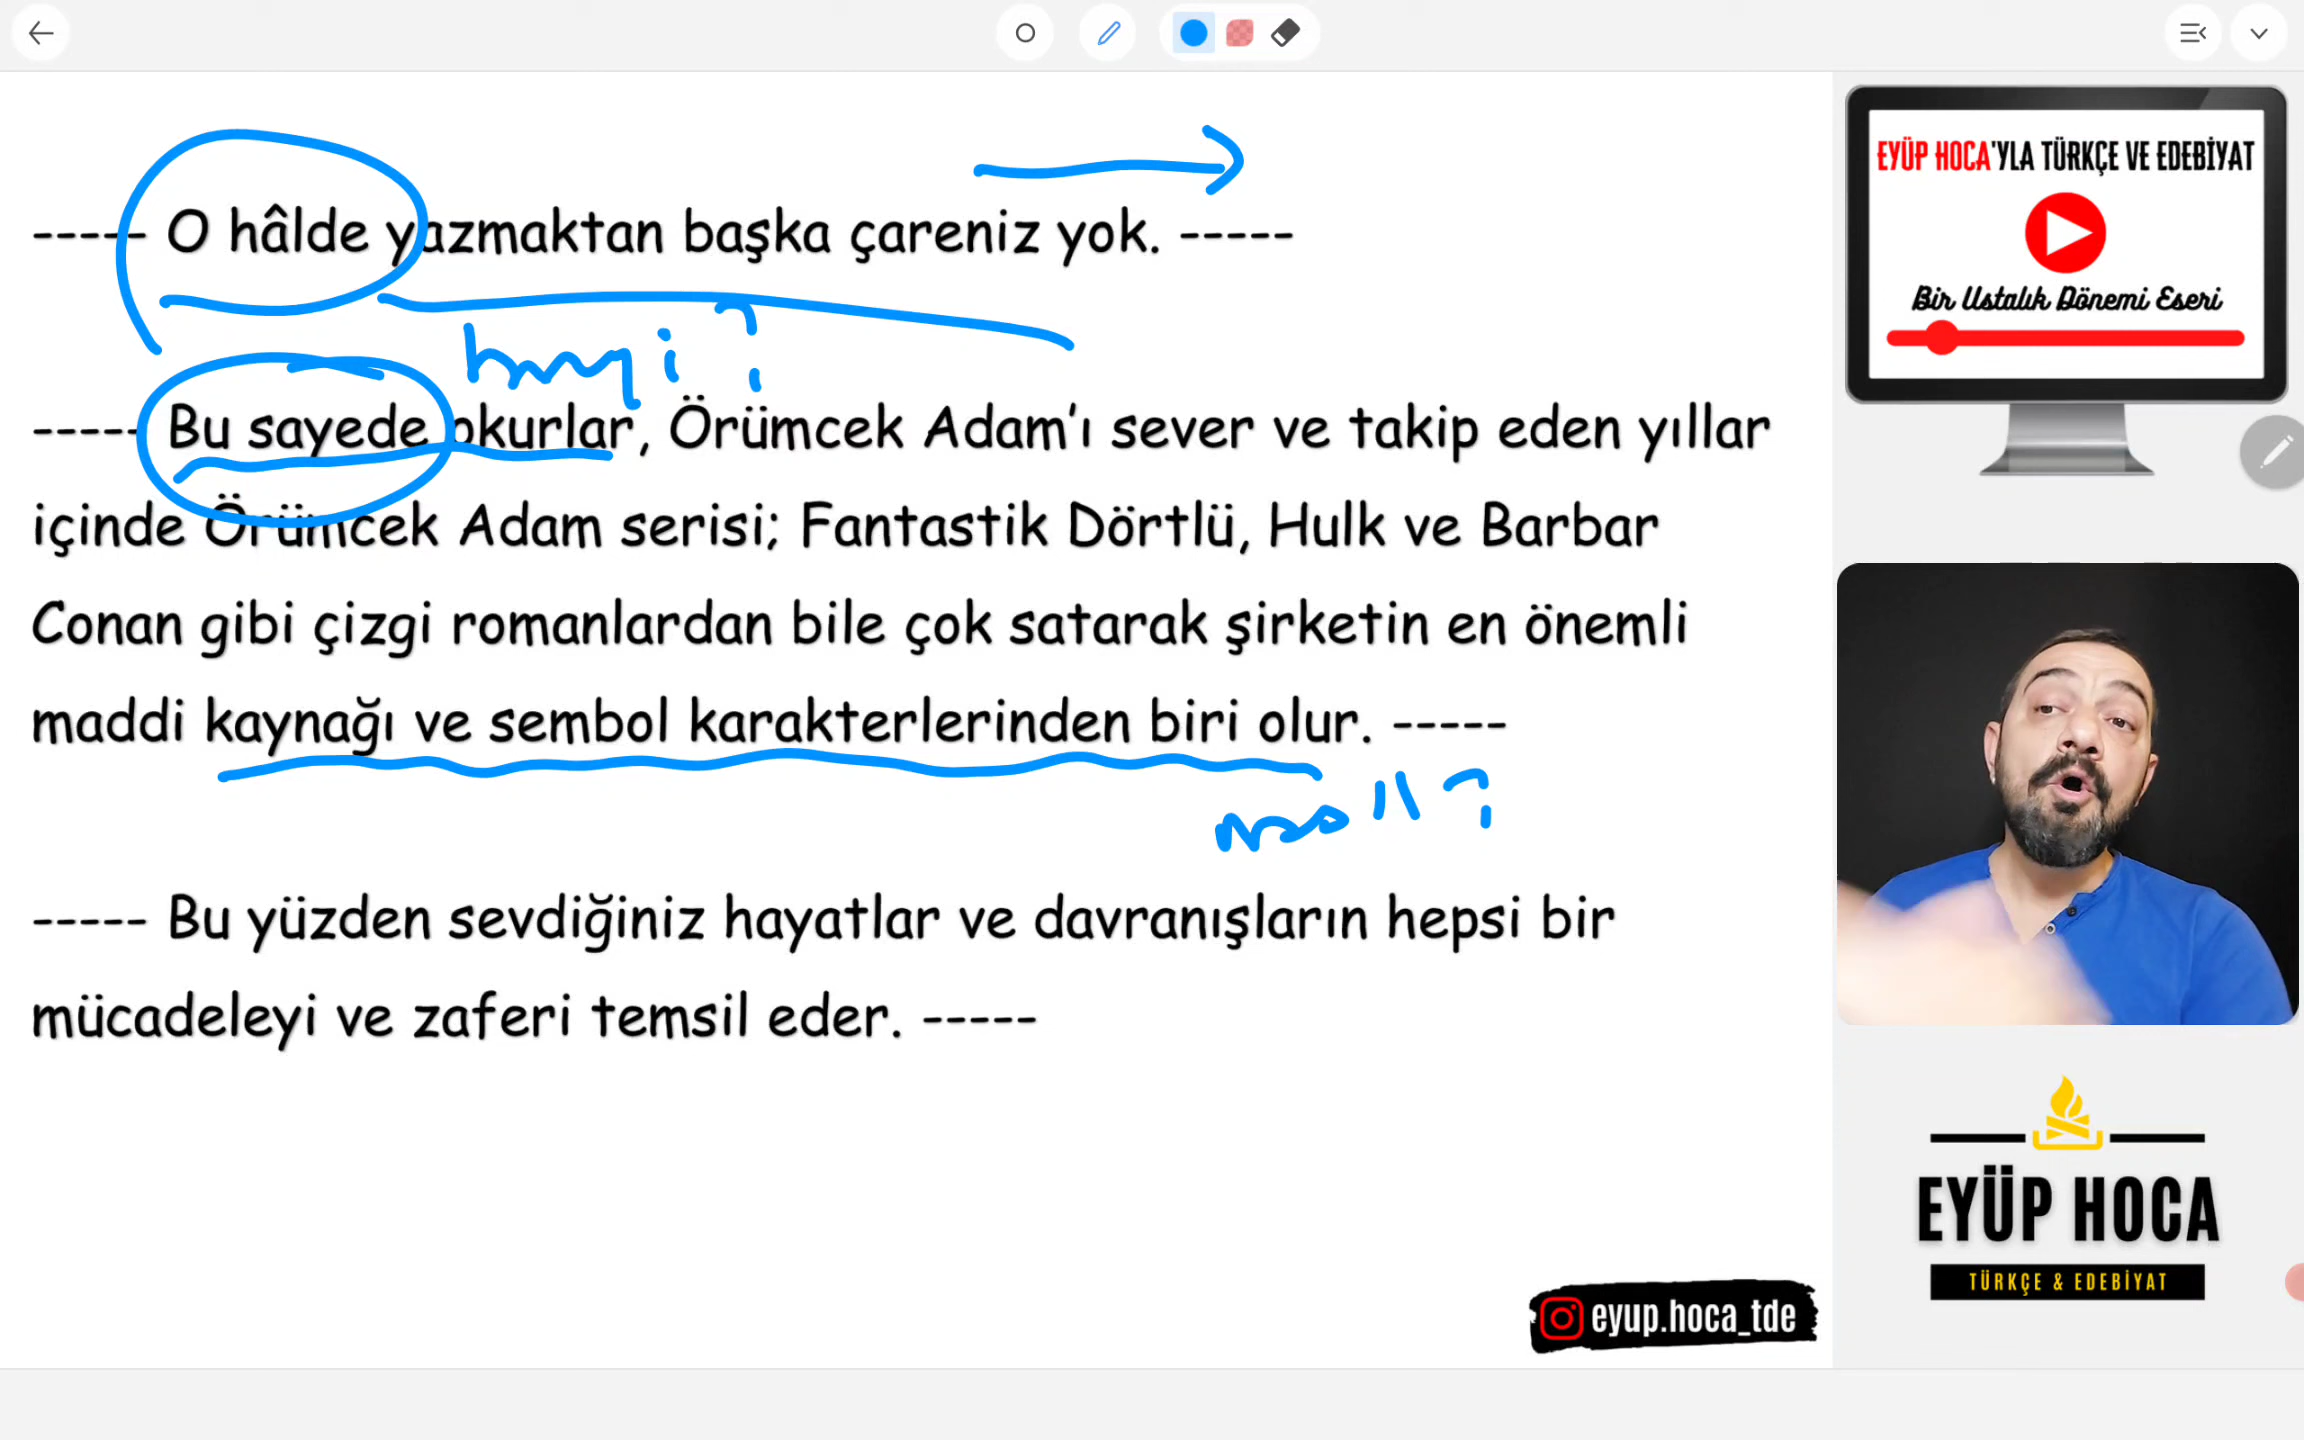 EYÜP HOCA'YLA TÜRKÇE VE EDEBİYAT
Bir Ustalık Dönemi Eseri
----- O hâlde yazmaktan başka çareniz yok. -----
----- Bu sayede okurlar, Örümcek Adam'ı sever ve takip eden yıllar
içinde Örümcek Adam serisi; Fantastik Dörtlü, Hulk ve Barbar
Conan gibi çizgi romanlardan bile çok satarak şirketin en önemli
maddi kaynağı ve sembol karakterlerinden biri olur. -----
----- Bu yüzden sevdiğiniz hayatlar ve davranışların hepsi bir
mücadeleyi ve zaferi temsil eder. -----
EYÜP HOCA
TÜRKÇE & EDEBİYAT
eyup.hoca_tde